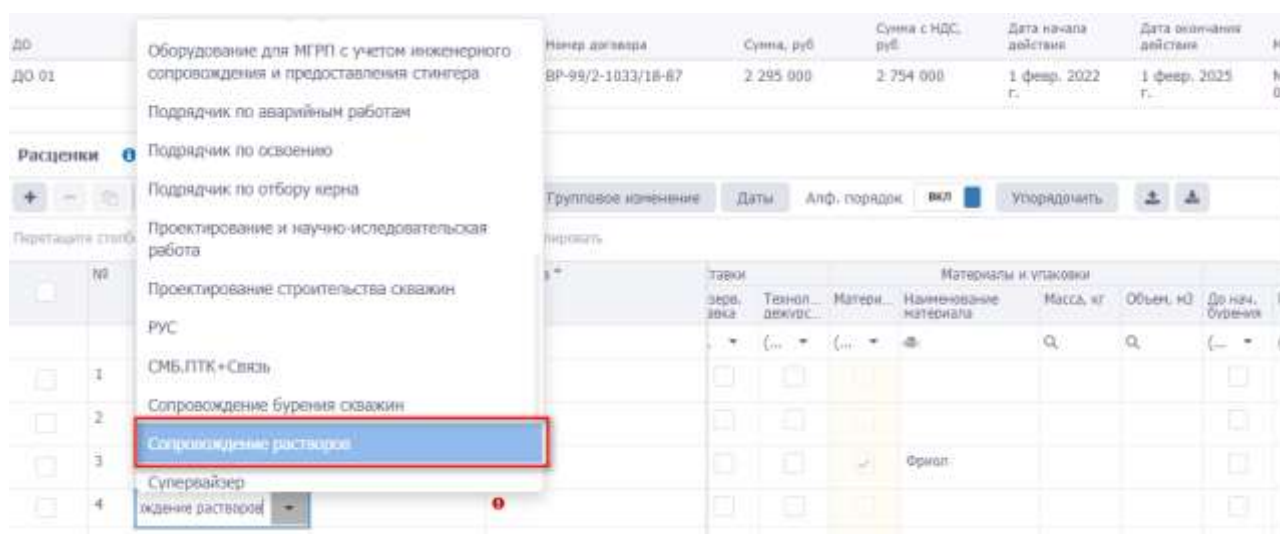 ДО
Номер договора
Сумма, руб
Сумма с НДС, руб
Дата начала действия
Дата окончания действия
ДО 01
ВР-99/2-1033/18-87
2 295 000
2 754 000
1 февр. 2022 г.
1 февр. 2025 г.
Оборудование для МГРП с учетом инженерного
сопровождения и предоставления стингера
Подрядчик по аварийным работам
Подрядчик по освоению
Подрядчик по отбору керна
Проектирование и научно-иследовательская
работа
Проектирование строительства скважин
РУС
СМБ,ПТК+Связь
Сопровождение бурения скважин
Сопровождение растворов
Супервайзер
Расценки
Групповое изменение
Даты
Алф. порядок
ВКЛ
Упорядочить
Перетащите столб
№
Материалы и упаковки
Технол... дежурс...
Матери...
Наименование материала
Масса, кг
Объем, м3
До нач. бурения
(...
(...
(...
1
2
3
Фриол
4
ждение растворов